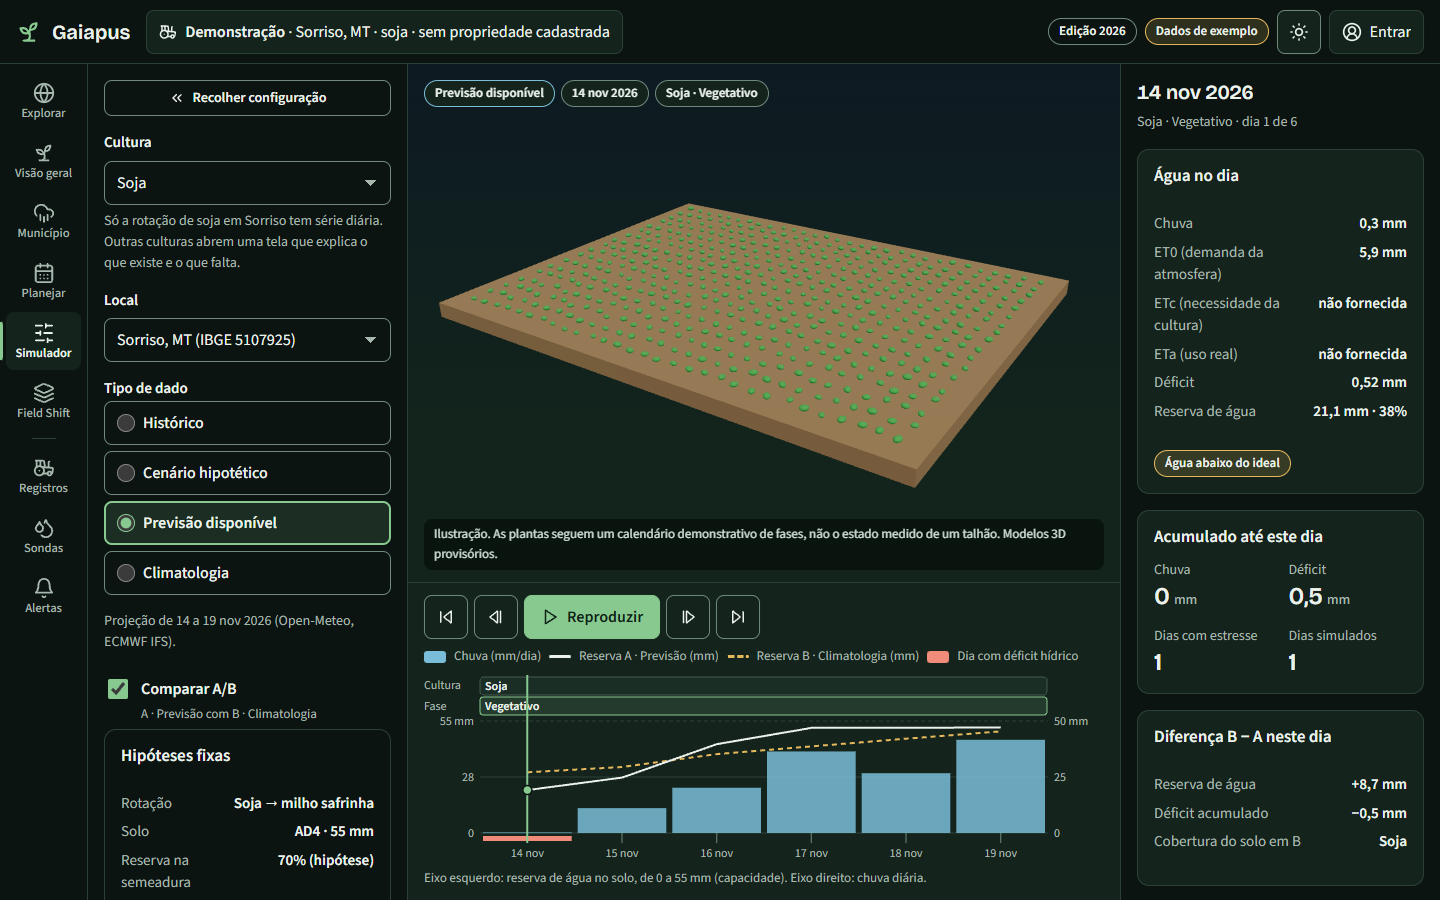 Gaiapus
Demonstração · Sorriso, MT · soja · sem propriedade cadastrada
Edição 2026
Dados de exemplo
Entrar
Explorar
Visão geral
Município
Planejar
Simulador
Field Shift
Registros
Sondas
Alertas
Recolher configuração
Cultura
Soja
Só a rotação de soja em Sorriso tem série diária.
Outras culturas abrem uma tela que explica o
que existe e o que falta.
Local
Sorriso, MT (IBGE 5107925)
Tipo de dado
Histórico
Cenário hipotético
Previsão disponível
Climatologia
Projeção de 14 a 19 nov 2026 (Open-Meteo,
ECMWF IFS).
Comparar A/B
A · Previsão com B · Climatologia
Hipóteses fixas
Rotação Soja → milho safrinha
Solo AD4 · 55 mm
Reserva na 70% (hipótese)
semeadura
Previsão disponível
14 nov 2026
Soja · Vegetativo
Ilustração. As plantas seguem um calendário demonstrativo de fases, não o estado medido de um talhão. Modelos 3D
provisórios.
Reproduzir
Chuva (mm/dia)
Reserva A · Previsão (mm)
Reserva B · Climatologia (mm)
Dia com déficit hídrico
Cultura Soja
Fase Vegetativo
55 mm 50 mm
28 25
0 0
14 nov 15 nov 16 nov 17 nov 18 nov 19 nov
Eixo esquerdo: reserva de água no solo, de 0 a 55 mm (capacidade). Eixo direito: chuva diária.
14 nov 2026
Soja · Vegetativo · dia 1 de 6
Água no dia
Chuva 0,3 mm
ET0 (demanda da 5,9 mm
atmosfera)
ETc (necessidade da não fornecida
cultura)
ETa (uso real) não fornecida
Déficit 0,52 mm
Reserva de água 21,1 mm · 38%
Água abaixo do ideal
Acumulado até este dia
Chuva Déficit
0 mm 0,5 mm
Dias com estresse Dias simulados
1 1
Diferença B − A neste dia
Reserva de água +8,7 mm
Déficit acumulado −0,5 mm
Cobertura do solo em B Soja